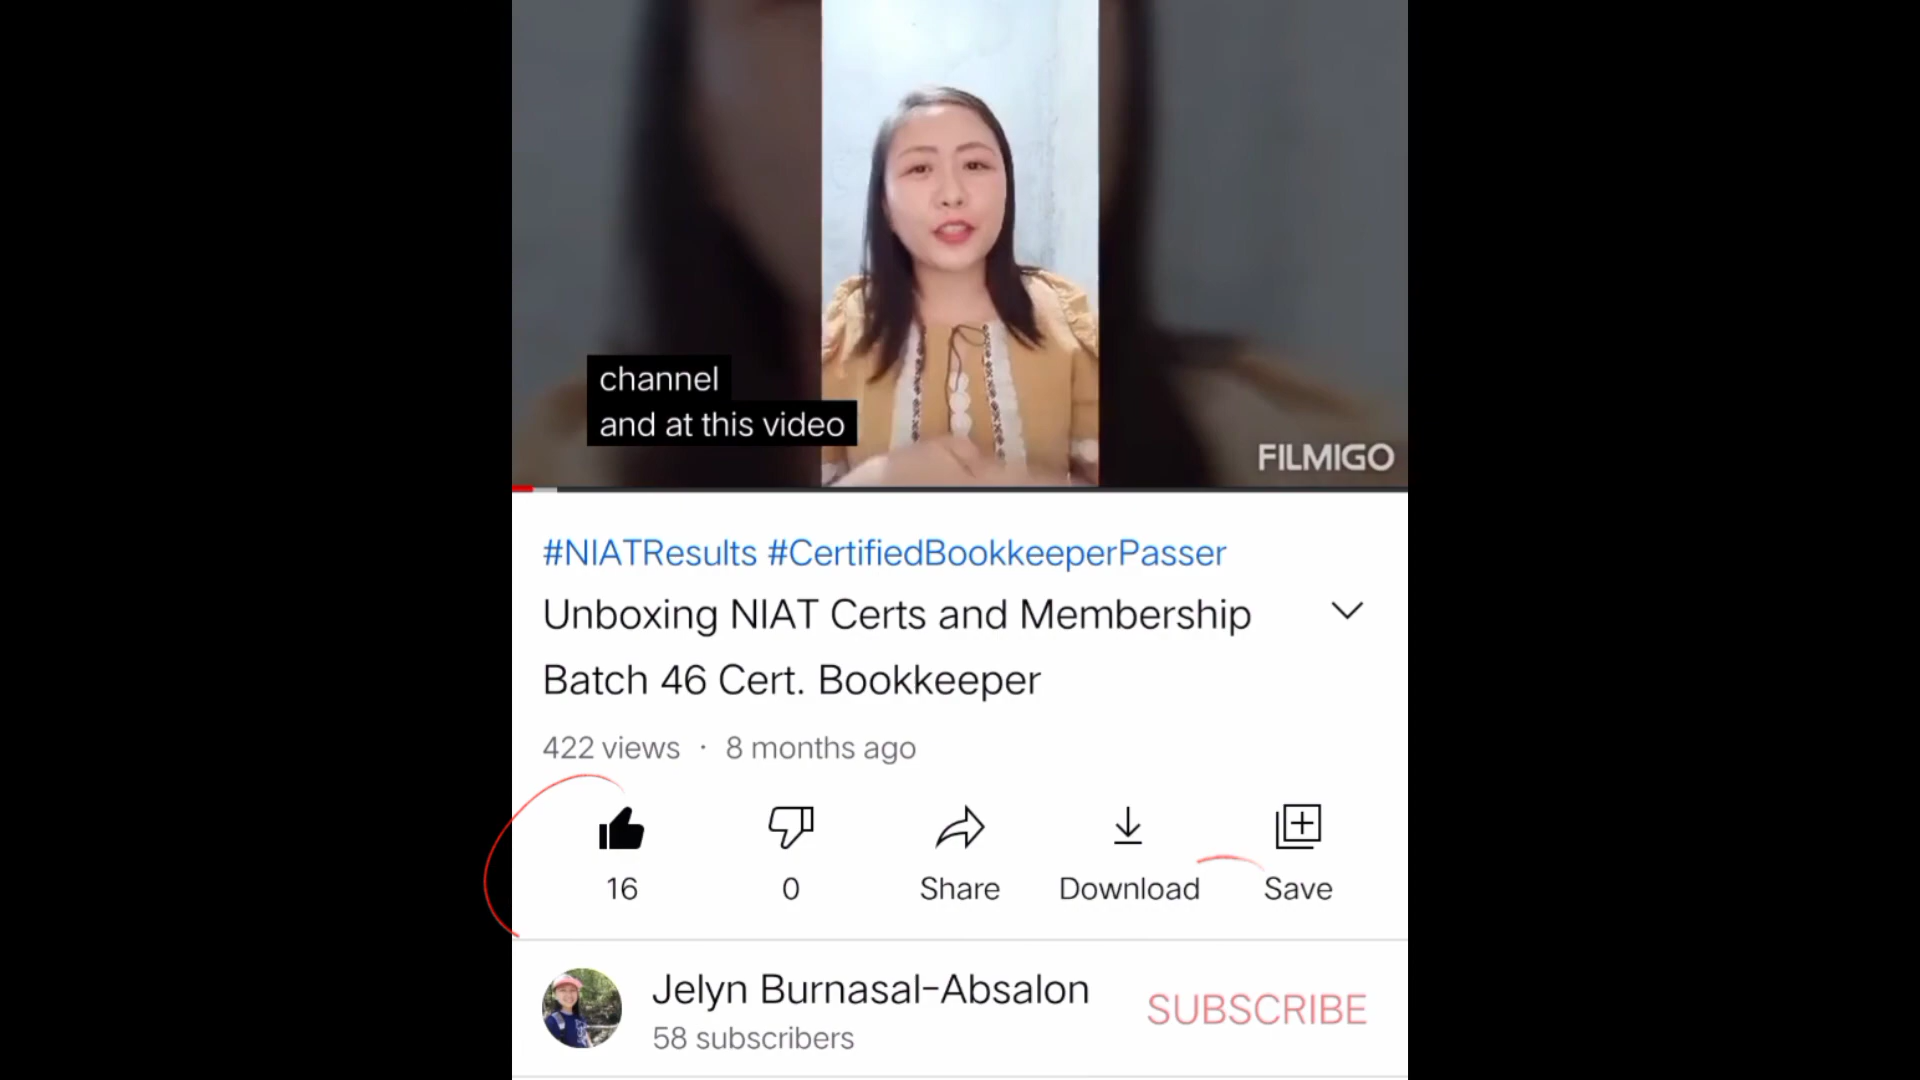 channel
and at this video
FILMIGO
#NIATResults #CertifiedBookkeeperPasser
Unboxing NIAT Certs and Membership
Batch 46 Cert. Bookkeeper
422 views · 8 months ago
16
0
Share
Download
Save
Jelyn Burnasal-Absalon
58 subscribers
SUBSCRIBE